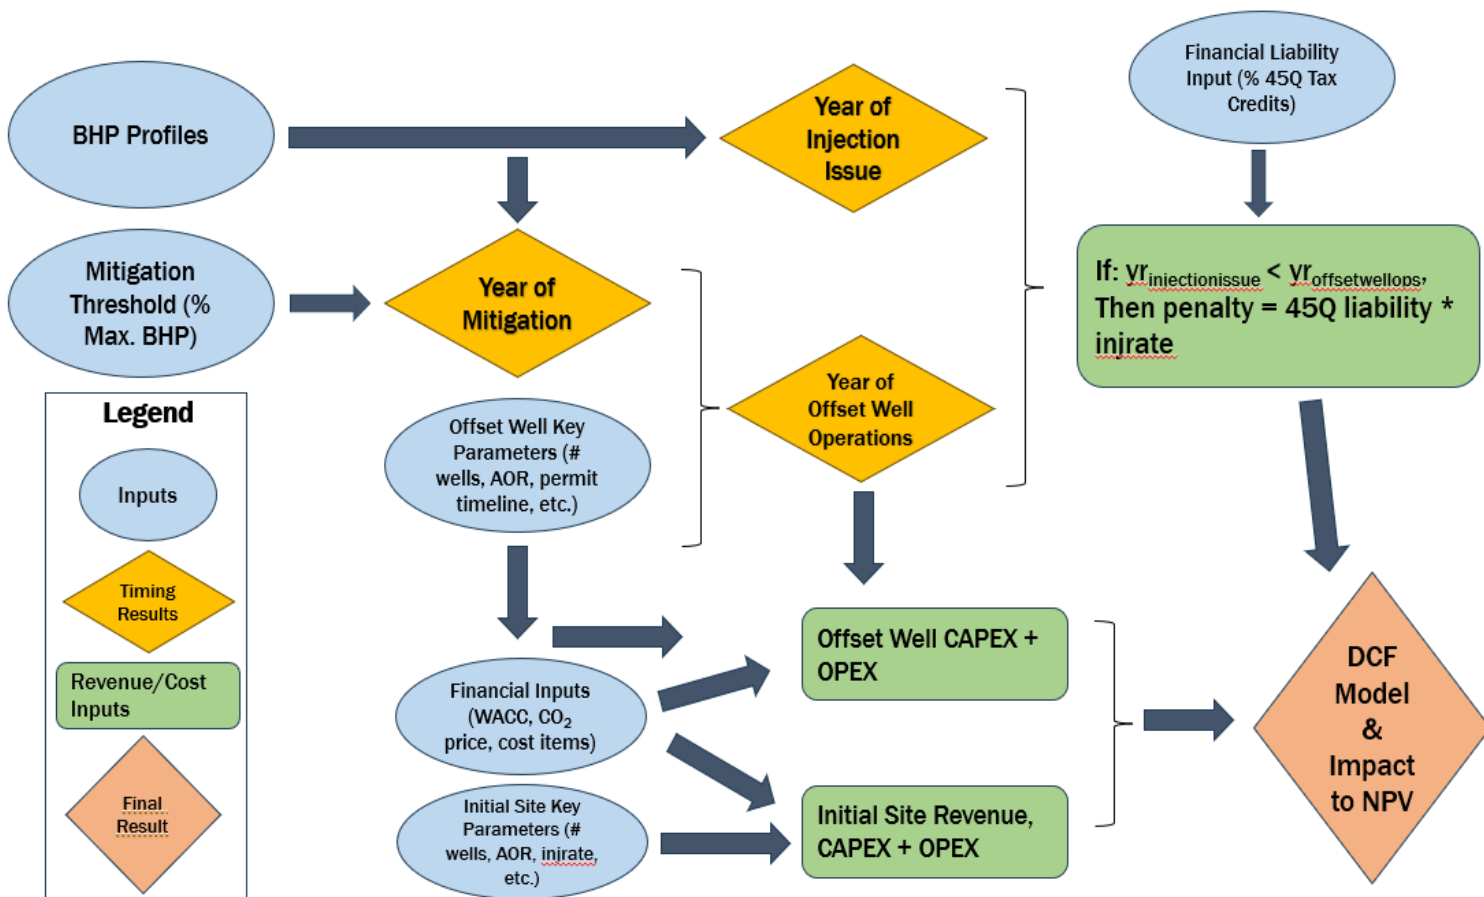 BHP Profiles
Year of
Injection
Issue
Financial Liability
Input (% 45Q Tax
Credits)
Mitigation
Threshold (%
Max. BHP)
Year of
Mitigation
If: yr_injectionissue < yr_offsetwellops,
Then penalty = 45Q liability *
injrate
Year of
Offset Well
Operations
Offset Well Key
Parameters (#
wells, AOR, permit
timeline, etc.)
Legend
Inputs
Timing
Results
Revenue/Cost
Inputs
Final
Result
Financial Inputs
(WACC, CO₂
price, cost items)
Offset Well CAPEX +
OPEX
Initial Site Key
Parameters (#
wells, AOR, injrate,
etc.)
Initial Site Revenue,
CAPEX + OPEX
DCF
Model
&
Impact
to NPV